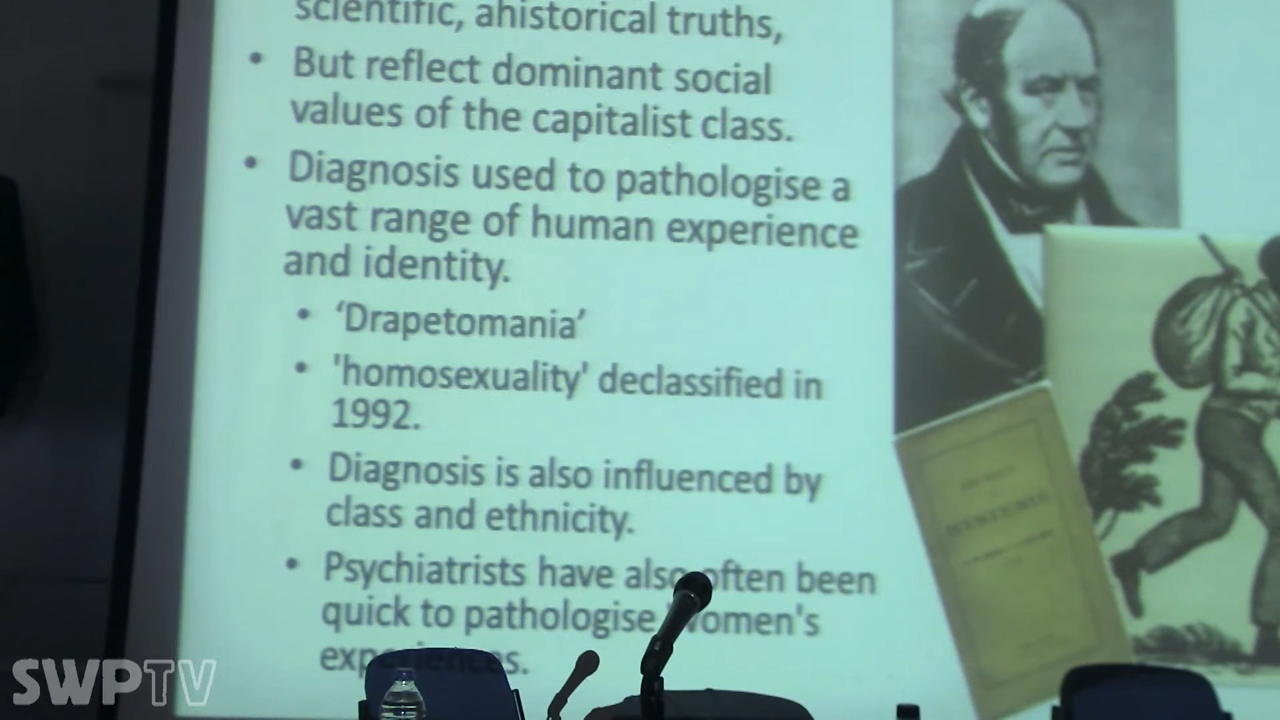 scientific, ahistorical truths,
• But reflect dominant social
values of the capitalist class.
• Diagnosis used to pathologise a
vast range of human experience
and identity.
• ‘Drapetomania’
• 'homosexuality' declassified in
1992.
• Diagnosis is also influenced by
class and ethnicity.
• Psychiatrists have also often been
quick to pathologise women's
experiences.
SWPTV